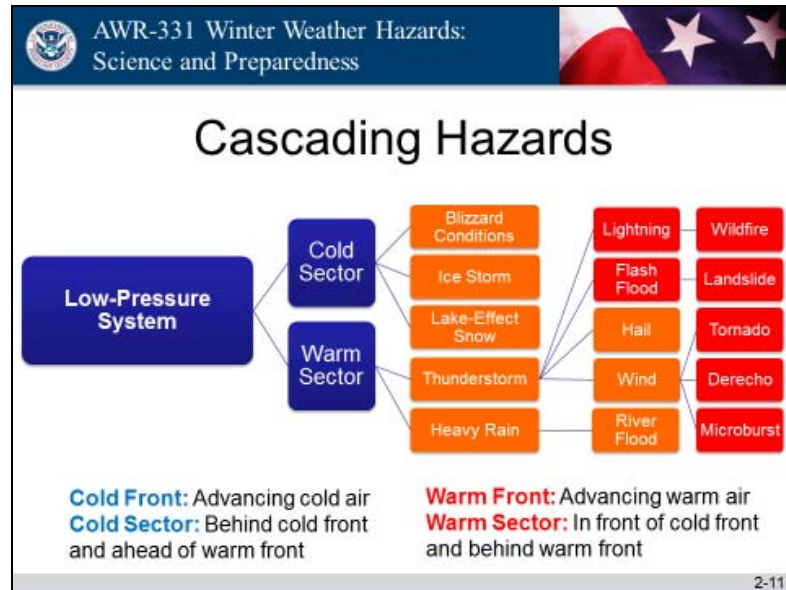 AWR-331 Winter Weather Hazards:
Science and Preparedness
Cascading Hazards
Low-Pressure
System
Cold
Sector
Warm
Sector
Blizzard
Conditions
Ice Storm
Lake-Effect
Snow
Thunderstorm
Heavy Rain
Lightning
Flash
Flood
Hail
Wind
River
Flood
Wildfire
Landslide
Tornado
Derecho
Microburst
Cold Front: Advancing cold air
Cold Sector: Behind cold front
and ahead of warm front
Warm Front: Advancing warm air
Warm Sector: In front of cold front
and behind warm front
2-11